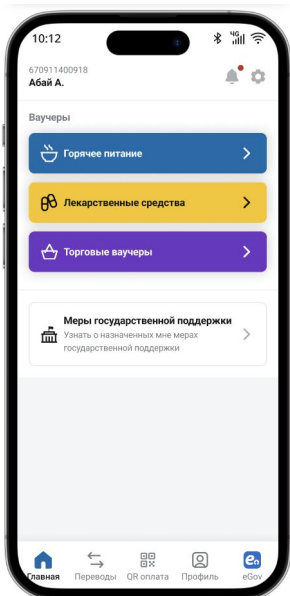 10:12
4G
670911400918
Абай А.
Ваучеры
Горячее питание
Лекарственные средства
Торговые ваучеры
Меры государственной поддержки
Узнать о назначенных мне мерах
государственной поддержки
Главная
Переводы
QR оплата
Профиль
eGov